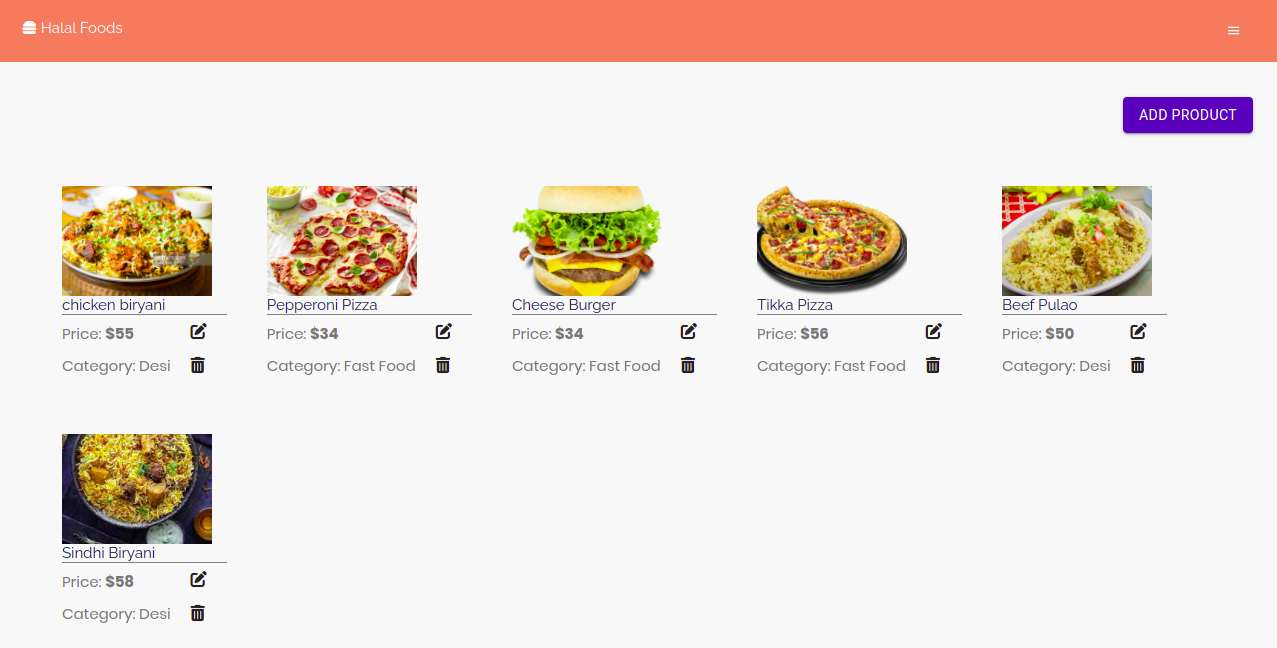 Halal Foods
ADD PRODUCT
chicken biryani
Price: $55
Category: Desi
Pepperoni Pizza
Price: $34
Category: Fast Food
Cheese Burger
Price: $34
Category: Fast Food
Tikka Pizza
Price: $56
Category: Fast Food
Beef Pulao
Price: $50
Category: Desi
Sindhi Biryani
Price: $58
Category: Desi